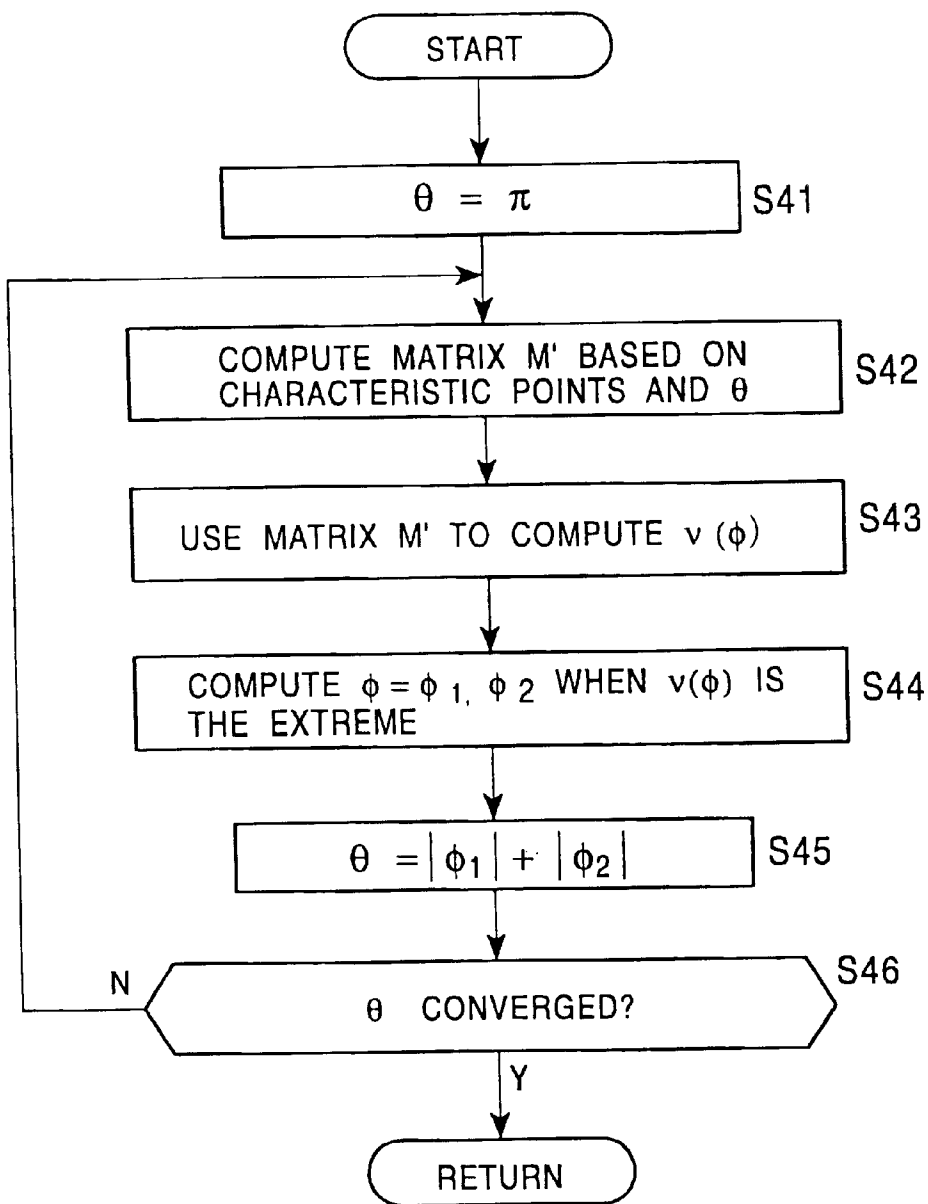 START
θ = π
S41
COMPUTE MATRIX M' BASED ON
CHARACTERISTIC POINTS AND θ
S42
USE MATRIX M' TO COMPUTE ν (φ)
S43
COMPUTE φ = φ 1, φ 2 WHEN ν(φ) IS
THE EXTREME
S44
θ = |φ1| + |φ2|
S45
θ CONVERGED?
S46
N
Y
RETURN